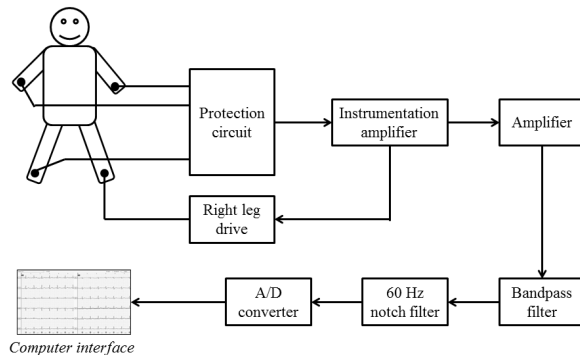 Protection
circuit
Instrumentation
amplifier
Amplifier
Right leg
drive
A/D
converter
60 Hz
notch filter
Bandpass
filter
Computer interface